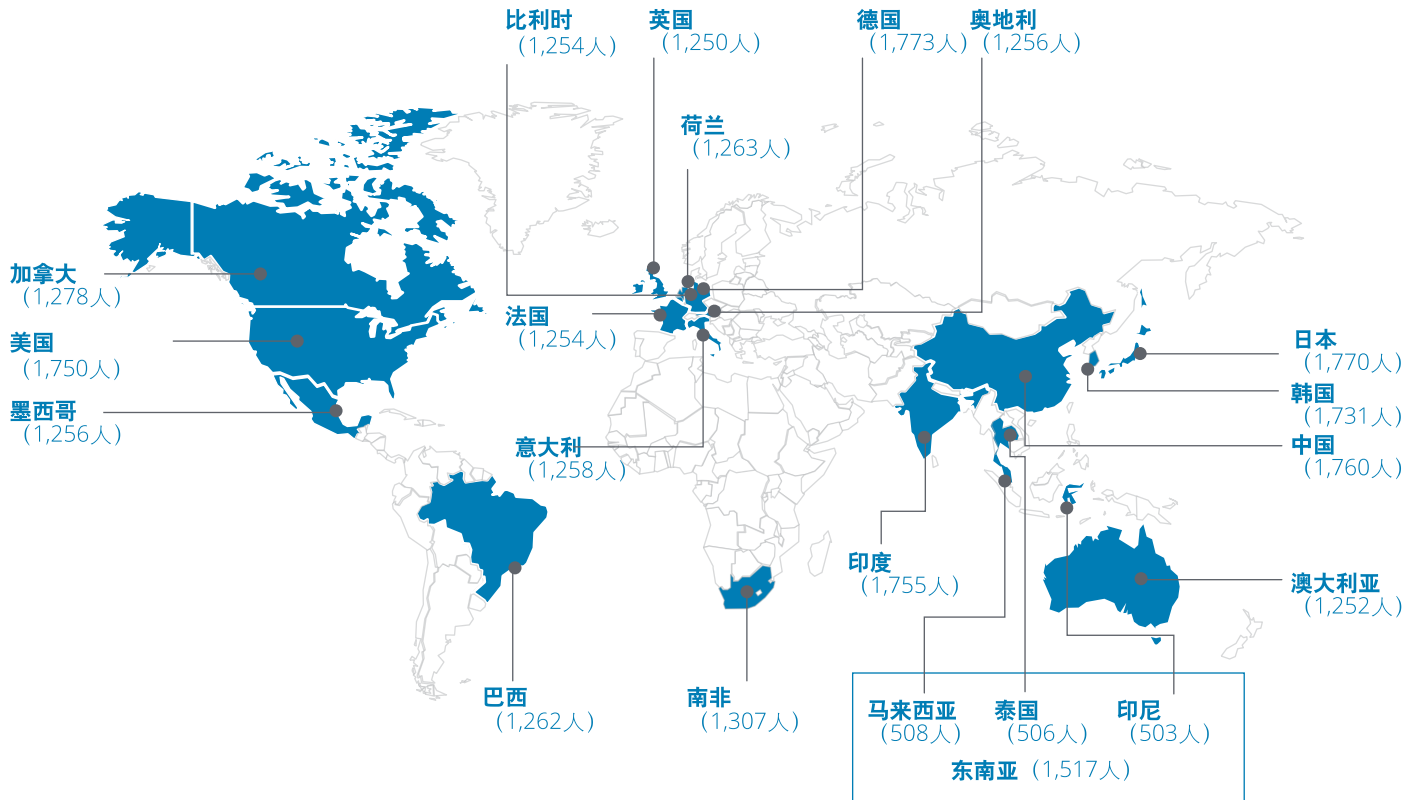 比利时
（1,254人）
英国
（1,250人）
德国
（1,773人）
奥地利
（1,256人）
荷兰
（1,263人）
加拿大
（1,278人）
法国
（1,254人）
美国
（1,750人）
日本
（1,770人）
韩国
（1,731人）
墨西哥
（1,256人）
意大利
（1,258人）
中国
（1,760人）
印度
（1,755人）
澳大利亚
（1,252人）
巴西
（1,262人）
南非
（1,307人）
马来西亚
（508人）
泰国
（506人）
印尼
（503人）
东南亚（1,517人）